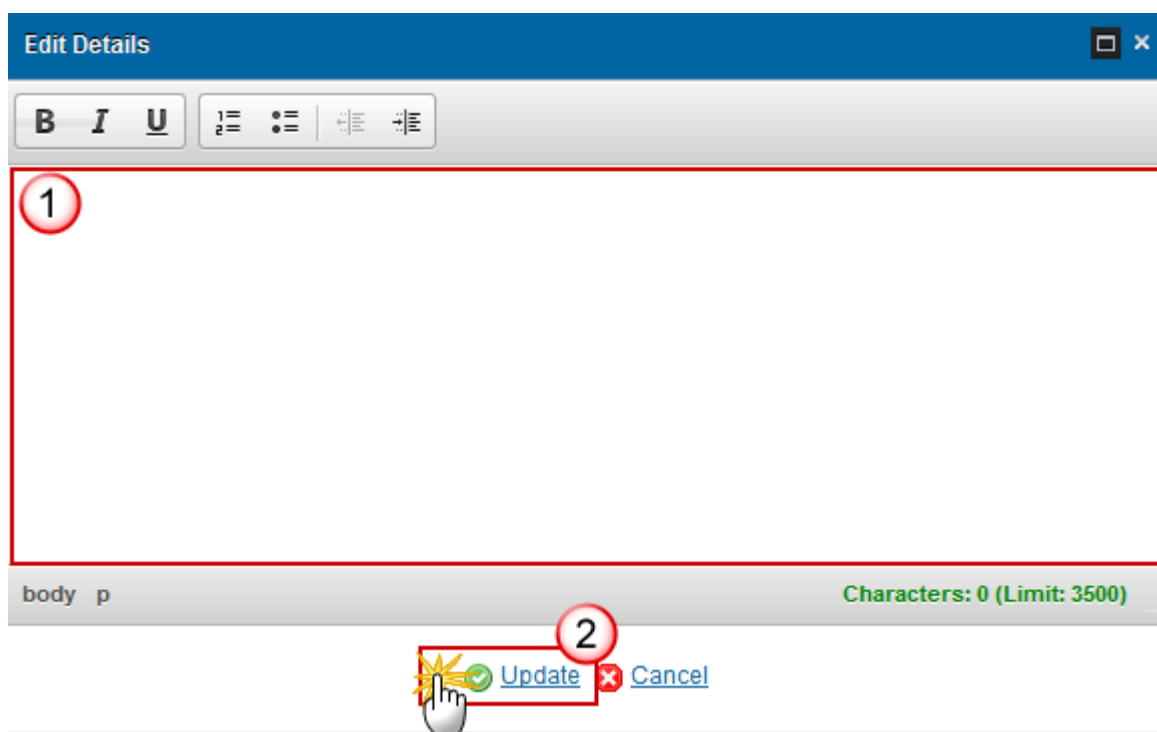 Edit Details
B I U
1
body p Characters: 0 (Limit: 3500)
2
Update Cancel